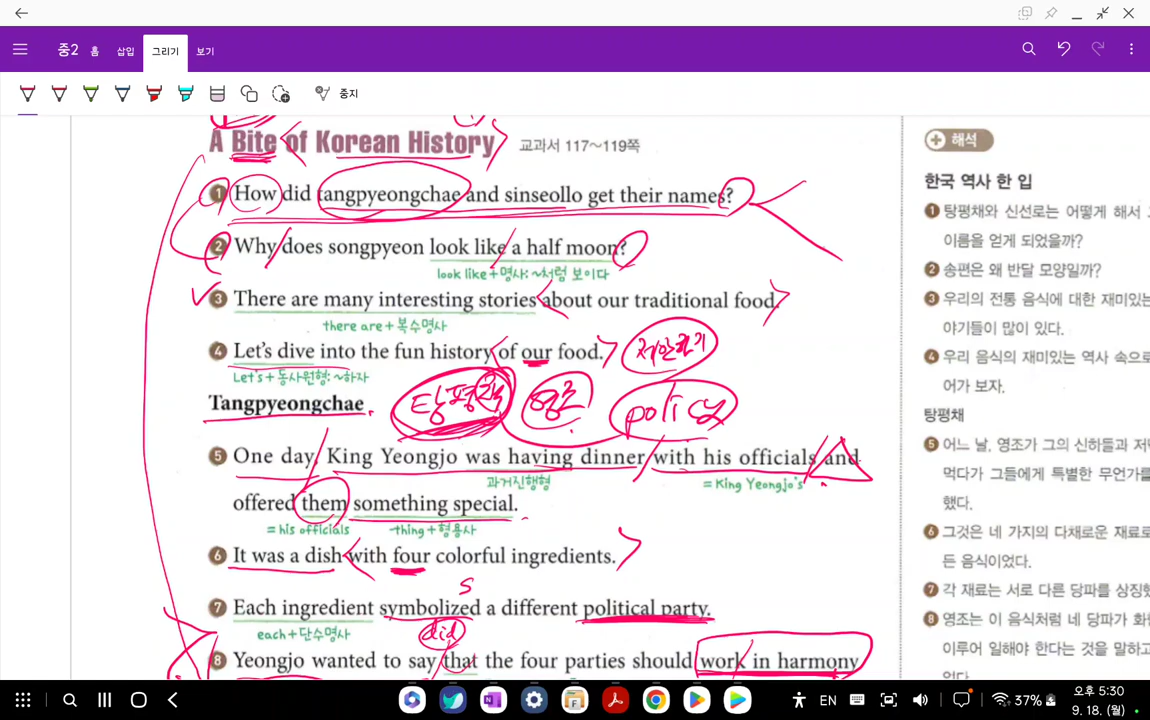 중2 홈 삽입 그리기 보기
중지
A Bite of Korean History 교과서 117~119쪽
1 How did tangpyeongchae and sinseollo get their names?
2 Why does songpyeon look like a half moon?
look like+명사: ~처럼 보이다
3 There are many interesting stories about our traditional food.
there are+복수명사
4 Let's dive into the fun history of our food.
Let's+동사원형: ~하자
탕평책 영조 policy
Tangpyeongchae
5 One day, King Yeongjo was having dinner with his officials and
과거진행형 = King Yeongjo's
offered them something special.
= his officials -thing+형용사
6 It was a dish with four colorful ingredients.
s
7 Each ingredient symbolized a different political party.
each+단수명사 did
8 Yeongjo wanted to say that the four parties should work in harmony
해석
한국 역사 한 입
1 탕평채와 신선로는 어떻게 해서
이름을 얻게 되었을까?
2 송편은 왜 반달 모양일까?
3 우리의 전통 음식에 대한 재미있는
야기들이 많이 있다.
4 우리 음식의 재미있는 역사 속으로
어가 보자.
탕평채
5 어느 날, 영조가 그의 신하들과 저녁
먹다가 그들에게 특별한 무언가를
했다.
6 그것은 네 가지의 다채로운 재료로
든 음식이었다.
7 각 재료는 서로 다른 당파를 상징했
8 영조는 이 음식처럼 네 당파가 화
이루어 일해야 한다는 것을 말하고
없다.
EN 37% 오후 5:30
9. 18. (월)